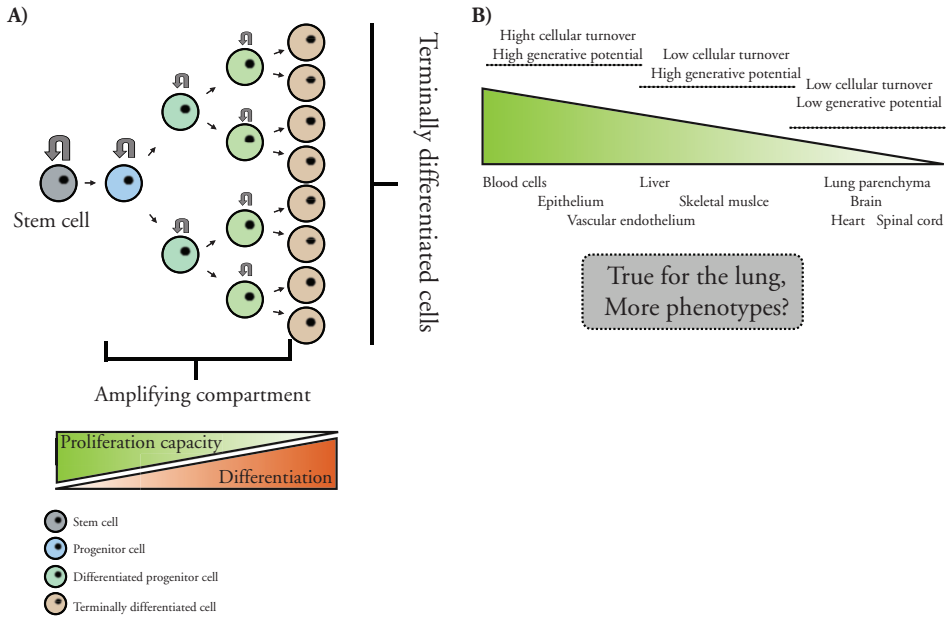 A)
Stem cell
Terminally differentiated cells
Amplifying compartment
Proliferation capacity
Differentiation
Stem cell
Progenitor cell
Differentiated progenitor cell
Terminally differentiated cell
B)
Hight cellular turnover
High generative potential
Low cellular turnover
High generative potential
Low cellular turnover
Low generative potential
Blood cells
Epithelium
Vascular endothelium
Liver
Skeletal muslce
Lung parenchyma
Brain
Heart Spinal cord
True for the lung,
More phenotypes?